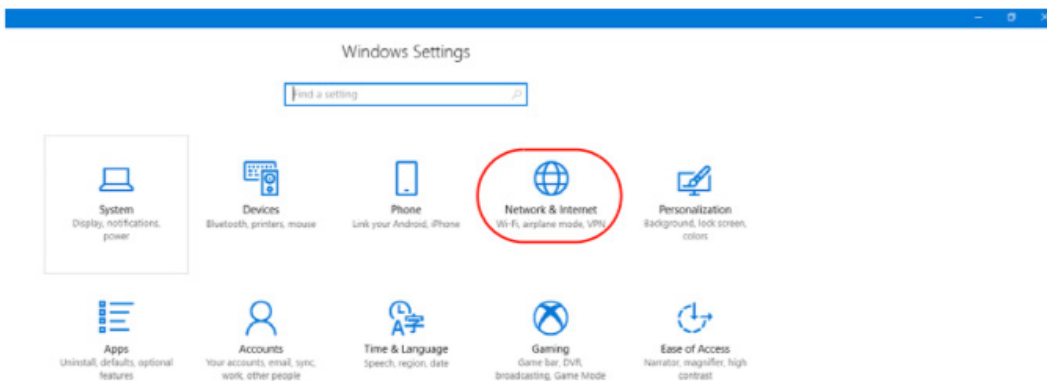 Windows Settings
Find a setting
System
Display, notifications,
power
Devices
Bluetooth, printers, mouse
Phone
Link your Android, iPhone
Network & Internet
Wi-Fi, airplane mode, VPN
Personalization
Background, lock screen,
colors
Apps
Uninstall, defaults, optional
features
Accounts
Your accounts, email, sync,
work, other people
Time & Language
Speech, region, date
Gaming
Game bar, DVR,
broadcasting, Game Mode
Ease of Access
Narrator, magnifier, high
contrast